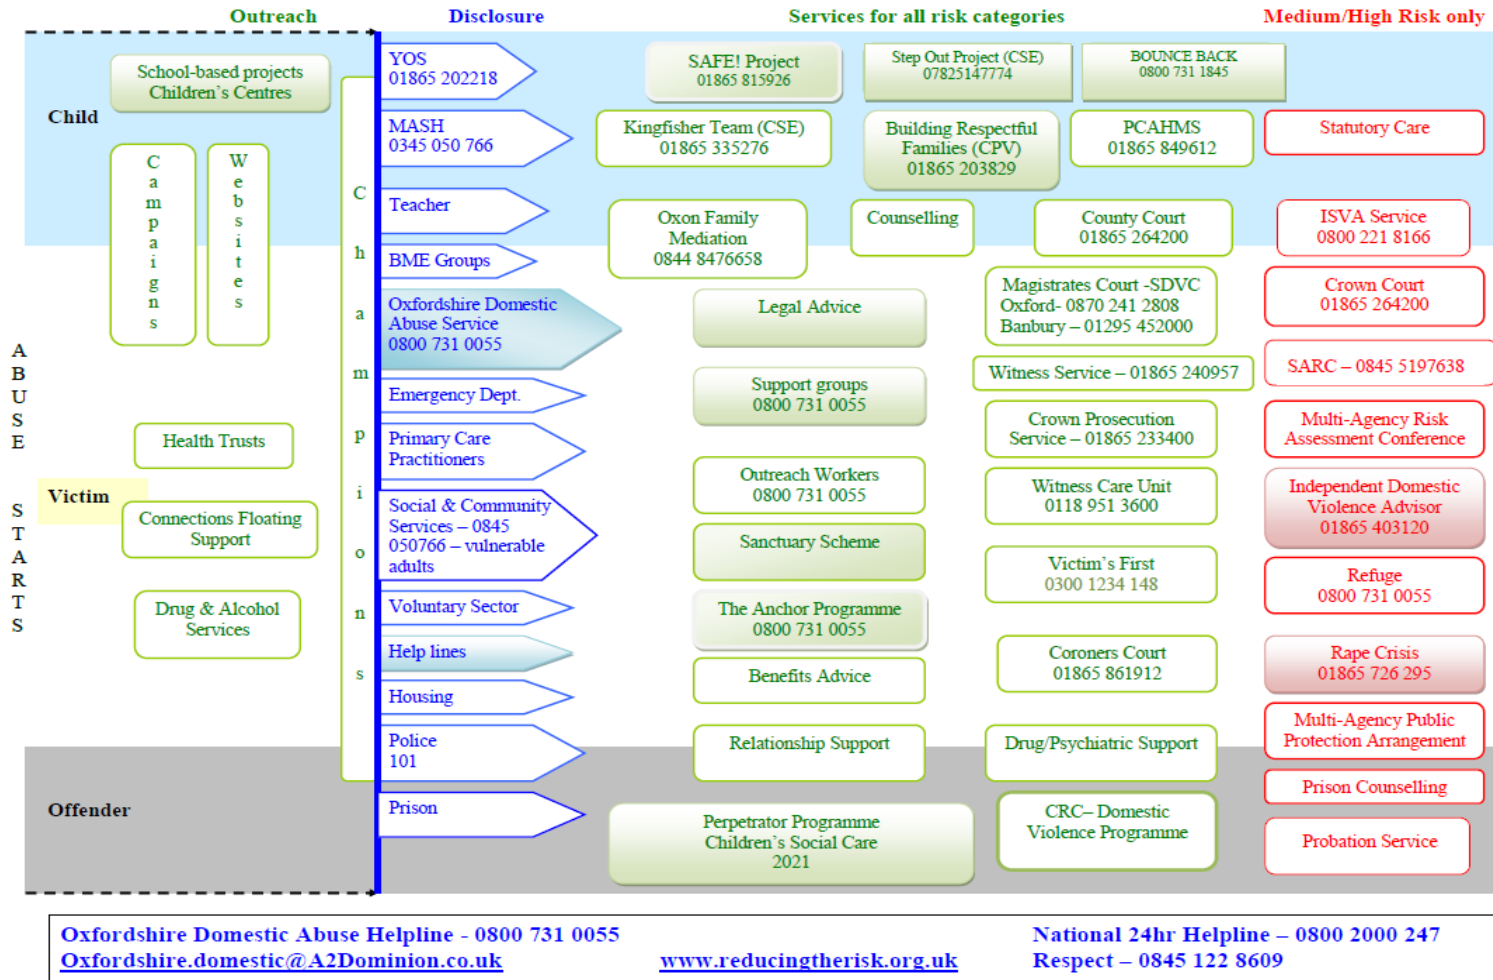 Outreach
Disclosure
Services for all risk categories
Medium/High Risk only
ABUSE STARTS
Child
School-based projects
Children's Centres
Campaigns
Websites
Champions
Victim
Health Trusts
Connections Floating
Support
Drug & Alcohol
Services
Offender
YOS
01865 202218
MASH
0345 050 766
Teacher
BME Groups
Oxfordshire Domestic
Abuse Service
0800 731 0055
Emergency Dept.
Primary Care
Practitioners
Social & Community
Services – 0845
050766 – vulnerable
adults
Voluntary Sector
Help lines
Housing
Police
101
Prison
SAFE! Project
01865 815926
Step Out Project (CSE)
07825147774
BOUNCE BACK
0800 731 1845
Kingfisher Team (CSE)
01865 335276
Building Respectful
Families (CPV)
01865 203829
PCAHMS
01865 849612
Oxon Family
Mediation
0844 8476658
Counselling
County Court
01865 264200
Legal Advice
Magistrates Court -SDVC
Oxford- 0870 241 2808
Banbury – 01295 452000
Support groups
0800 731 0055
Witness Service – 01865 240957
Crown Prosecution
Service – 01865 233400
Outreach Workers
0800 731 0055
Witness Care Unit
0118 951 3600
Sanctuary Scheme
Victim's First
0300 1234 148
The Anchor Programme
0800 731 0055
Benefits Advice
Coroners Court
01865 861912
Relationship Support
Drug/Psychiatric Support
Perpetrator Programme
Children's Social Care
2021
CRC– Domestic
Violence Programme
Statutory Care
ISVA Service
0800 221 8166
Crown Court
01865 264200
SARC – 0845 5197638
Multi-Agency Risk
Assessment Conference
Independent Domestic
Violence Advisor
01865 403120
Refuge
0800 731 0055
Rape Crisis
01865 726 295
Multi-Agency Public
Protection Arrangement
Prison Counselling
Probation Service
Oxfordshire Domestic Abuse Helpline - 0800 731 0055
National 24hr Helpline – 0800 2000 247
Oxfordshire.domestic@A2Dominion.co.uk
www.reducingtherisk.org.uk
Respect – 0845 122 8609